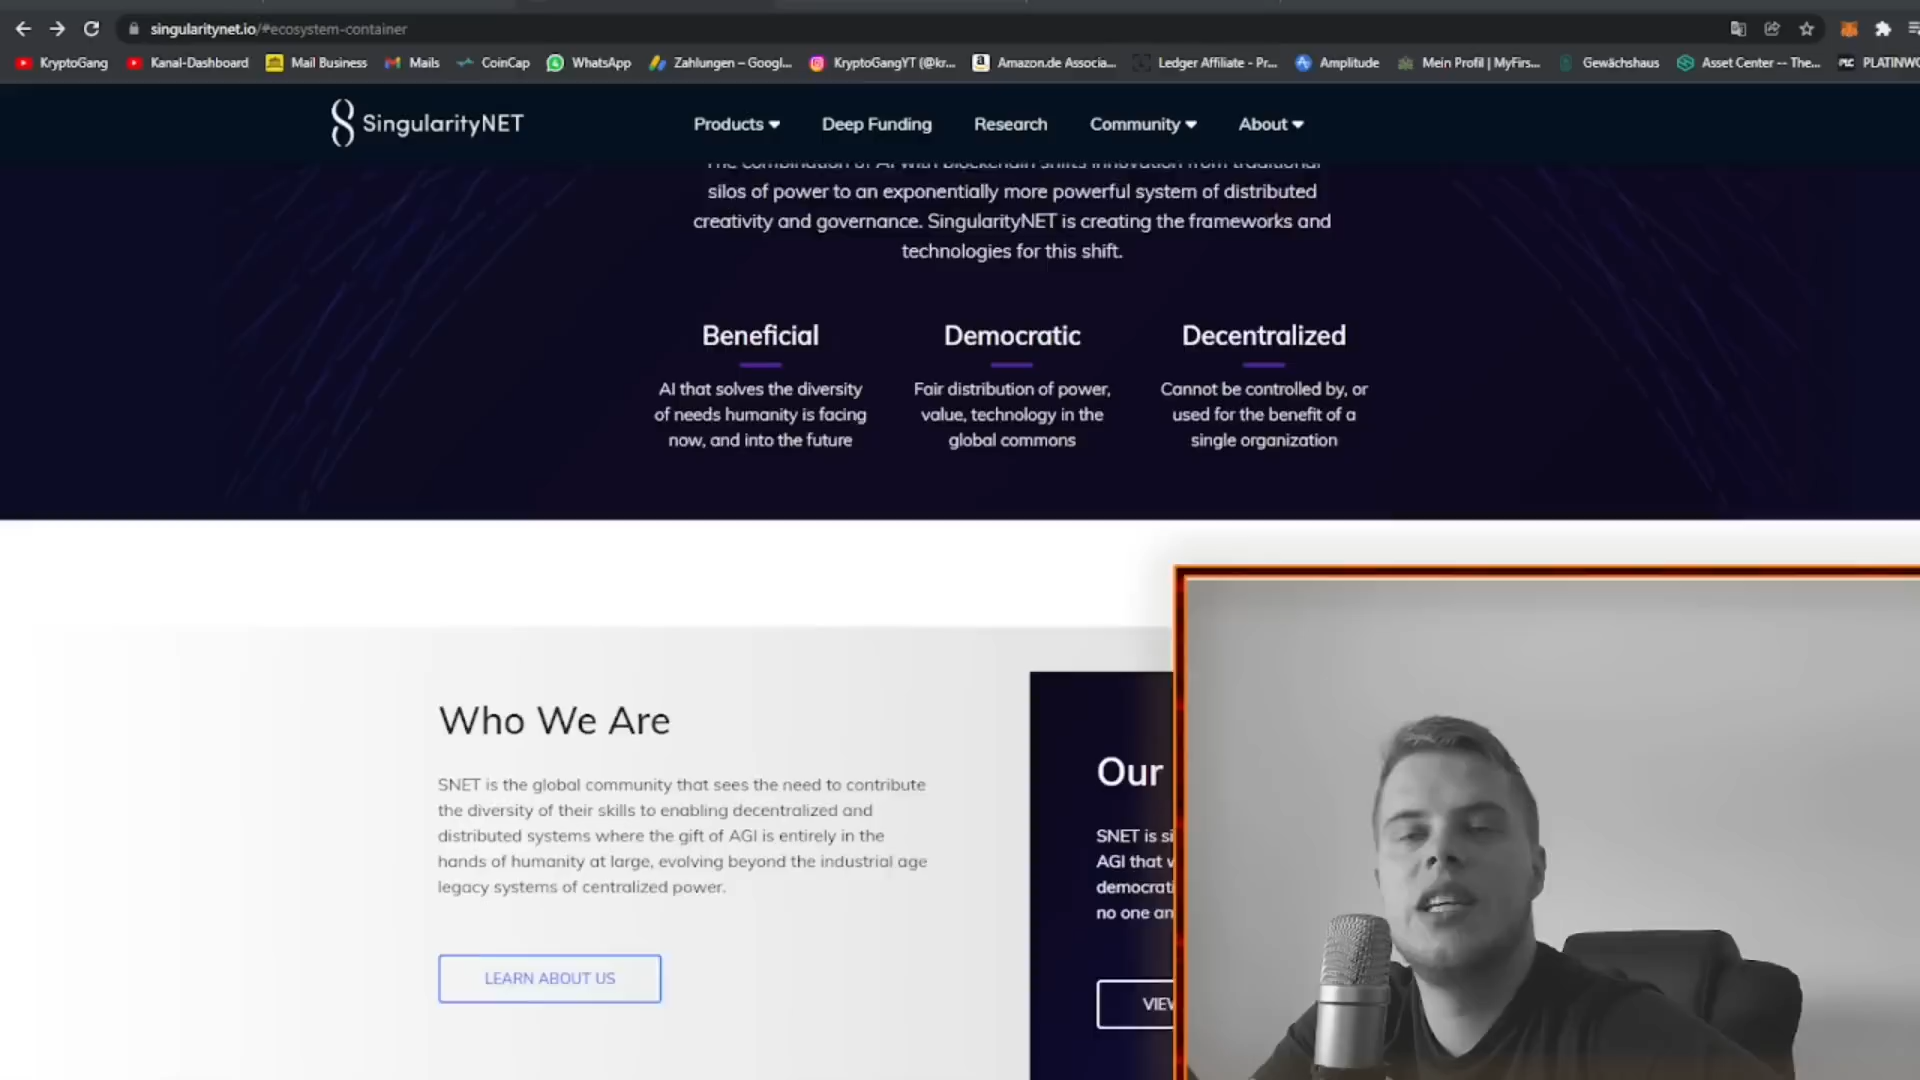 singularitynet.io/#ecosystem-container
KryptoGang
Kanal-Dashboard
Mail Business
Mails
CoinCap
WhatsApp
Zahlungen – Googl...
KryptoGangYT (@kr...
Amazon.de Associa...
Ledger Affiliate - Pr...
Amplitude
Mein Profil | MyFirs...
Gewächshaus
Asset Center -- The...
PLATINW
SingularityNET
Products
Deep Funding
Research
Community
About
The combination of AI with blockchain shifts innovation from traditional
silos of power to an exponentially more powerful system of distributed
creativity and governance. SingularityNET is creating the frameworks and
technologies for this shift.
Beneficial
AI that solves the diversity
of needs humanity is facing
now, and into the future
Democratic
Fair distribution of power,
value, technology in the
global commons
Decentralized
Cannot be controlled by, or
used for the benefit of a
single organization
Who We Are
SNET is the global community that sees the need to contribute
the diversity of their skills to enabling decentralized and
distributed systems where the gift of AGI is entirely in the
hands of humanity at large, evolving beyond the industrial age
legacy systems of centralized power.
LEARN ABOUT US
Our
SNET is si
AGI that
democrati
no one an
VIEW